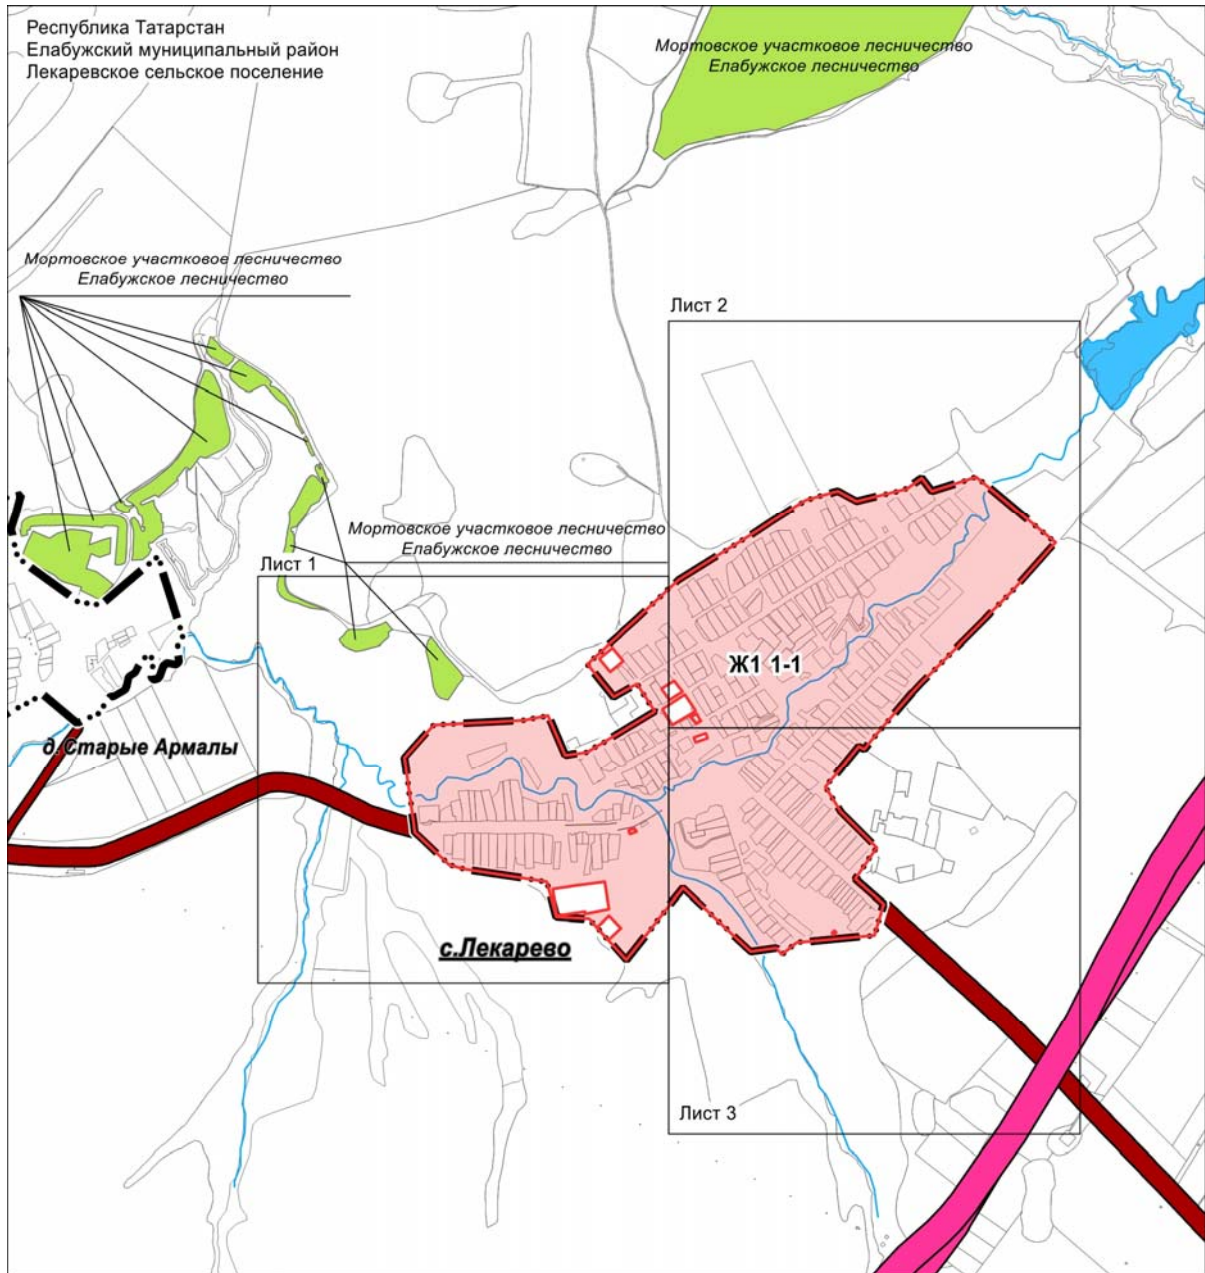 Республика Татарстан
Елабужский муниципальный район
Лекаревское сельское поселение
Мортовское участковое лесничество
Елабужское лесничество
Мортовское участковое лесничество
Елабужское лесничество
Лист 2
Мортовское участковое лесничество
Елабужское лесничество
Лист 1
Ж1 1-1
д. Старые Армалы
с.Лекарево
Лист 3